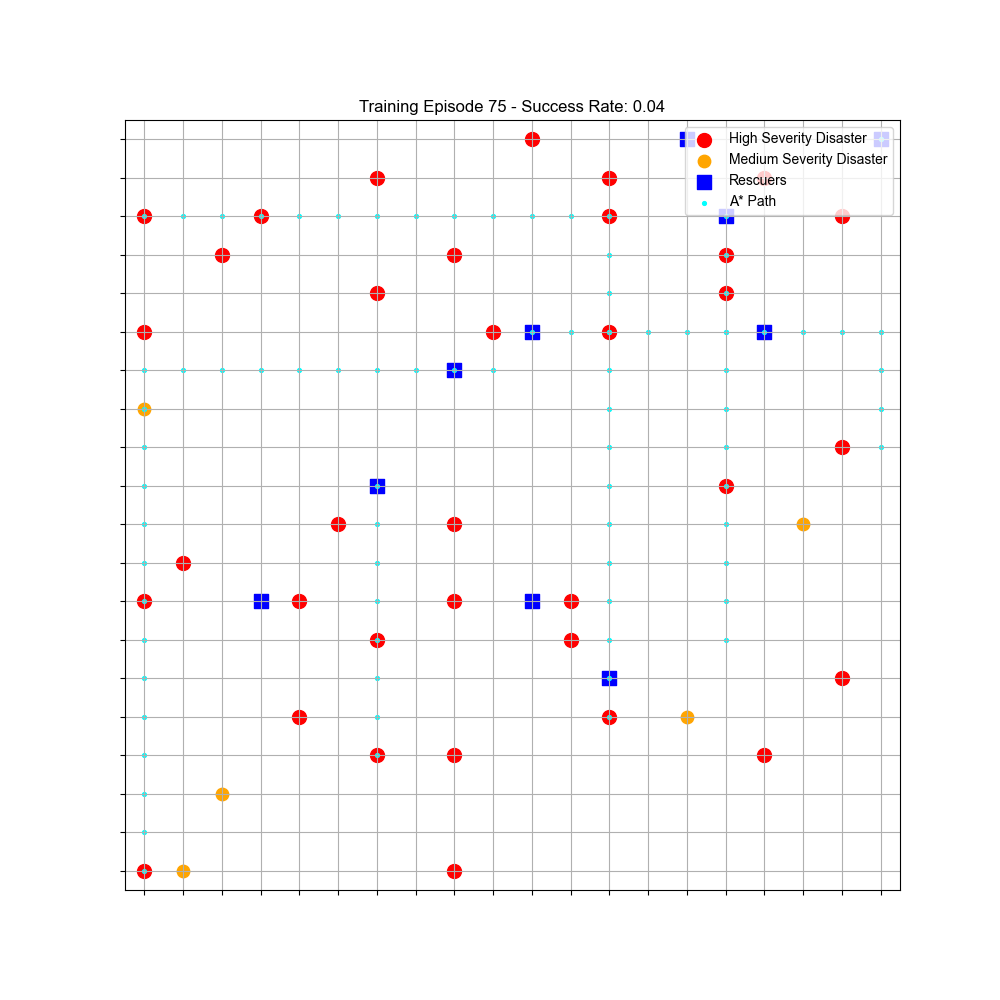 Training Episode 75 - Success Rate: 0.04
High Severity Disaster
Medium Severity Disaster
Rescuers
A* Path